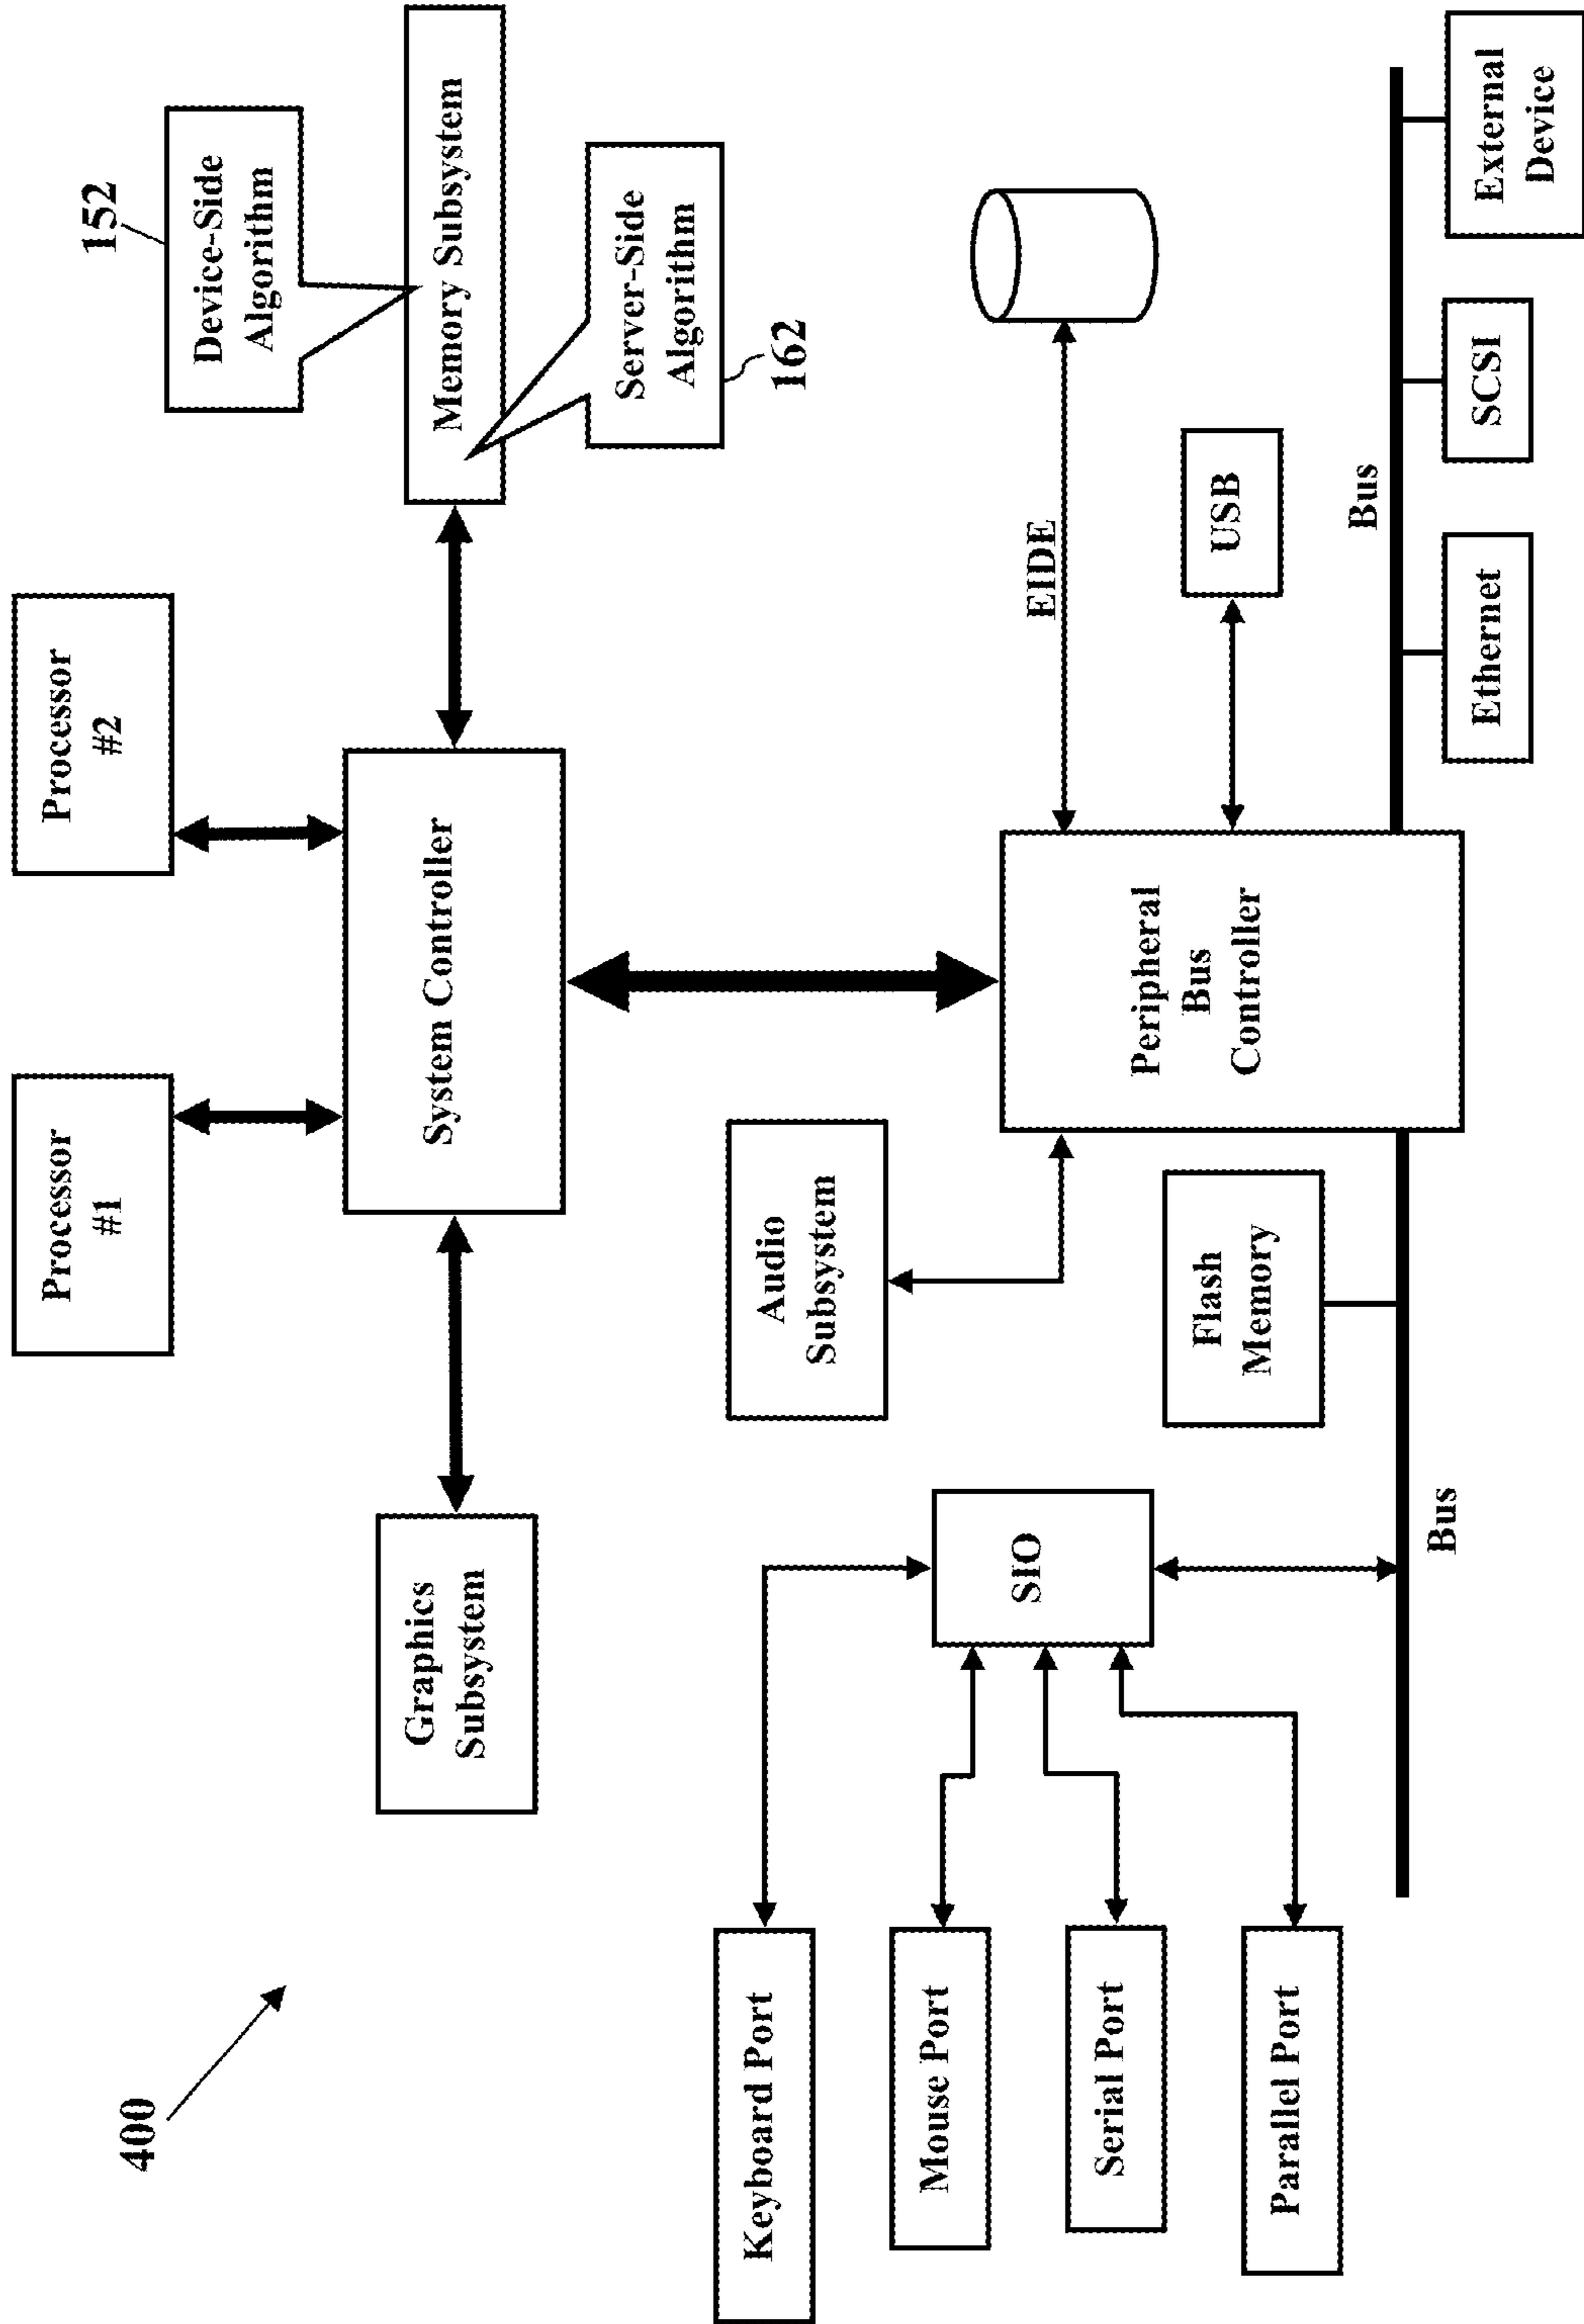 400
Processor
#1
Processor
#2
152
Device-Side
Algorithm
Graphics
Subsystem
System Controller
Memory Subsystem
Server-Side
Algorithm
162
Keyboard Port
Mouse Port
Serial Port
Parallel Port
SIO
Audio
Subsystem
Flash
Memory
Bus
Peripheral
Bus
Controller
EIDE
USB
Bus
Ethernet
SCSI
External
Device